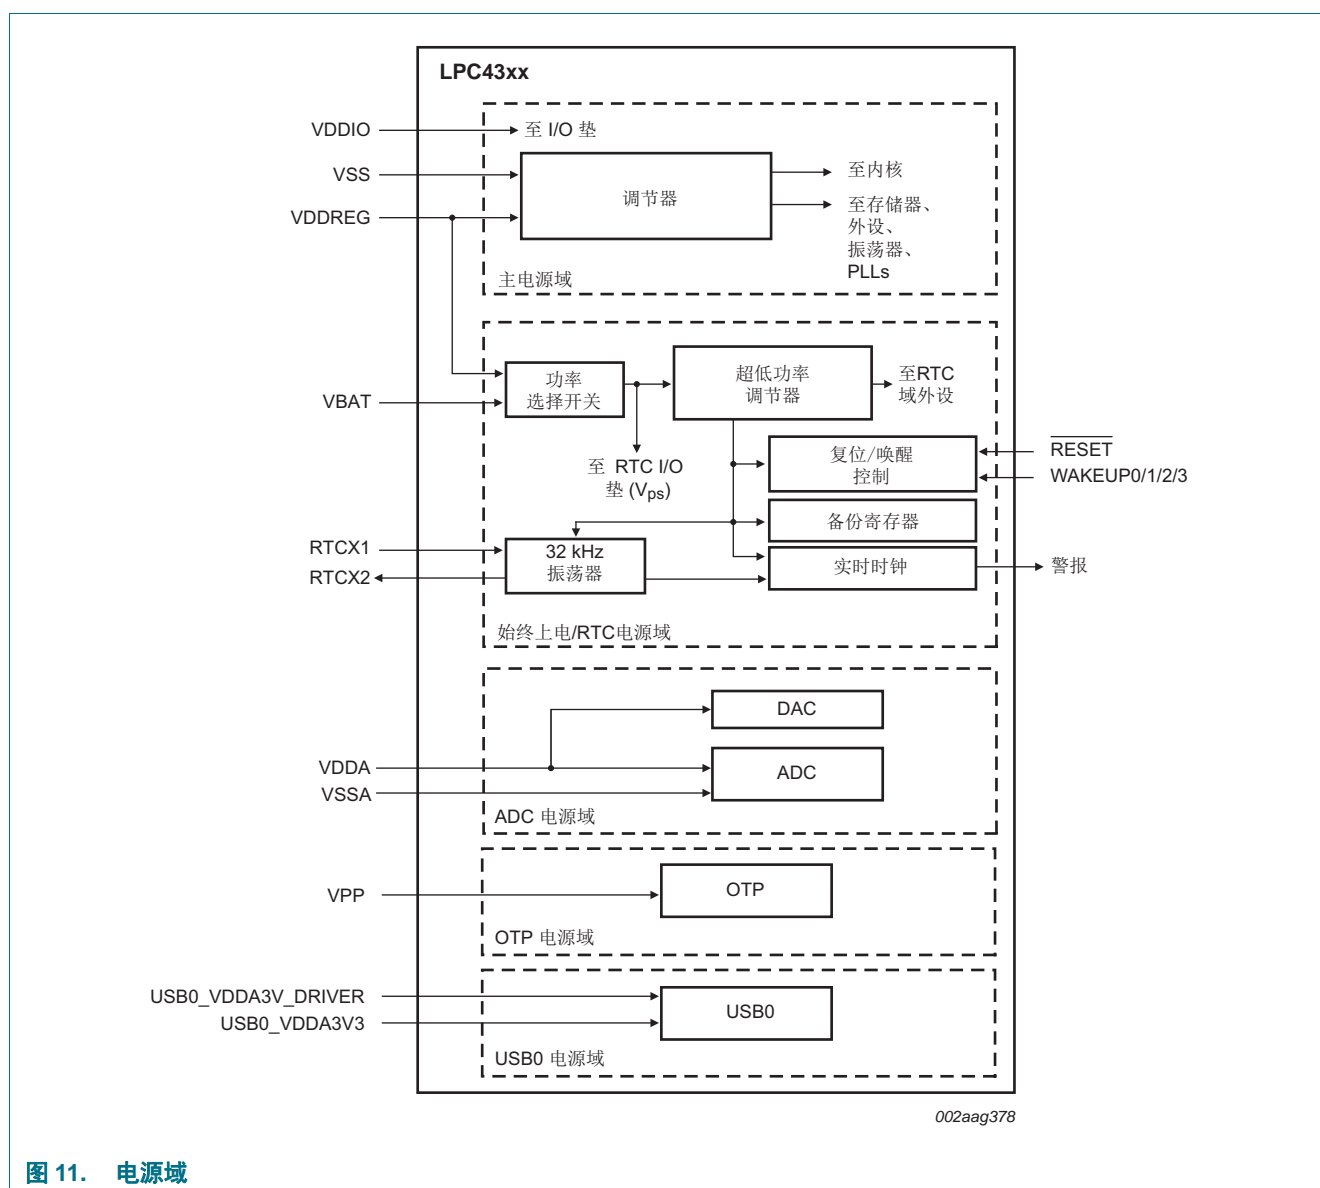 LPC43xx
VDDIO
至 I/O 垫
VSS
调节器
至内核
VDDREG
至存储器、
外设、
振荡器、
PLLs
主电源域
功率
选择开关
超低功率
调节器
至RTC
域外设
VBAT
至 RTC I/O
垫 (Vps)
复位/唤醒
控制
RESET
WAKEUP0/1/2/3
备份寄存器
RTCX1
RTCX2
32 kHz
振荡器
实时时钟
警报
始终上电/RTC电源域
DAC
VDDA
ADC
VSSA
ADC 电源域
VPP
OTP
OTP 电源域
USB0_VDDA3V_DRIVER
USB0_VDDA3V3
USB0
USB0 电源域
002aag378
图 11. 电源域